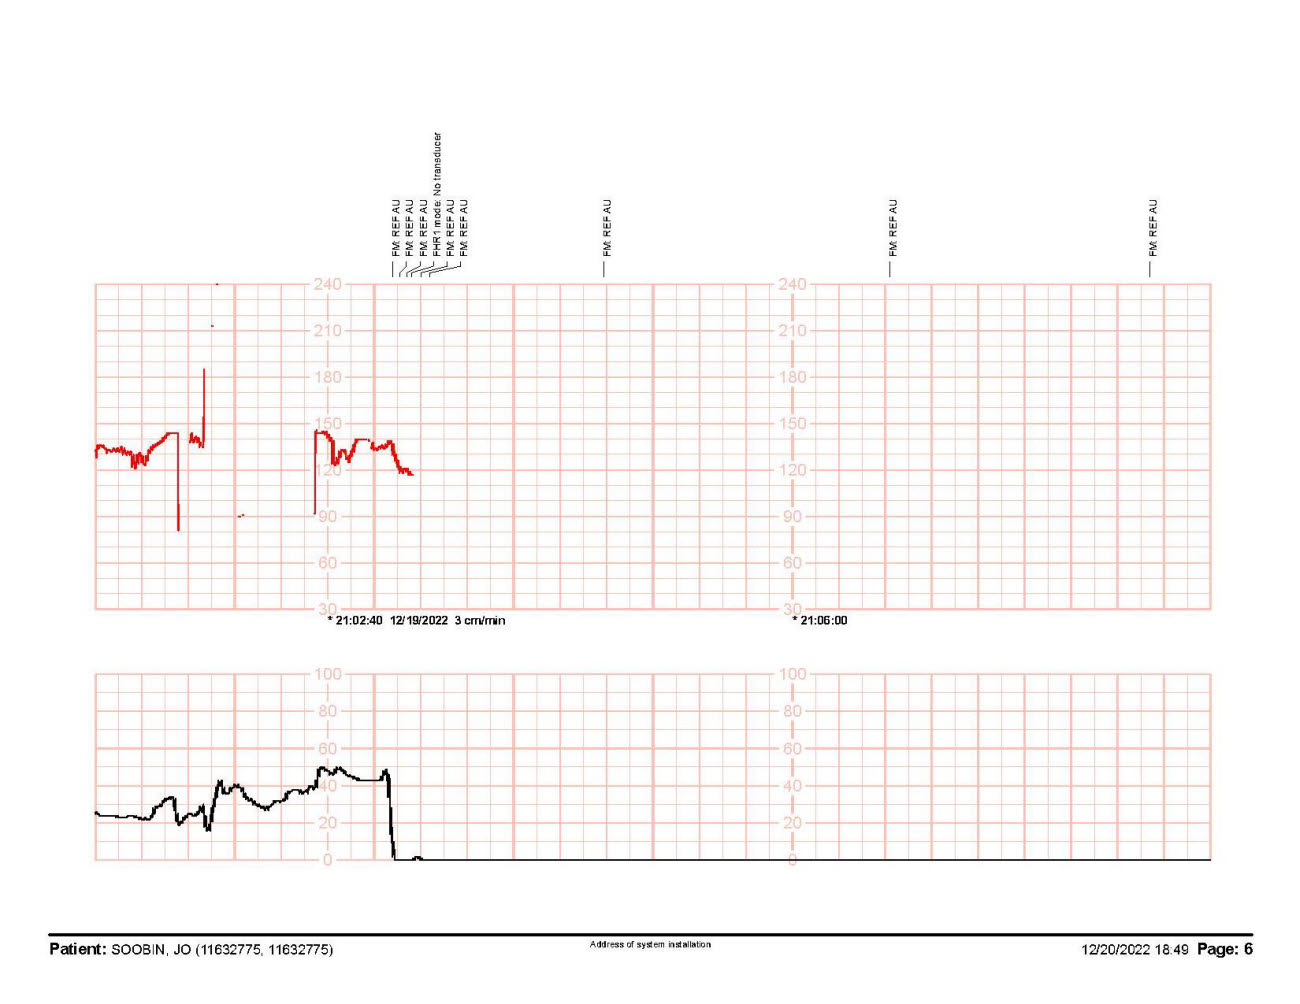 FM: REF AU
FM: REF AU
FM: REF AU
FHR1 mode: No transducer
FM: REF AU
FM: REF AU
FM: REF AU
FM: REF AU
FM: REF AU
240 240
210 210
180 180
150 150
120 120
90 90
60 60
30 30
* 21:02:40 12/19/2022 3 cm/min * 21:06:00
100 100
80 80
60 60
40 40
20 20
0 0
Patient: SOOBIN, JO (11632775, 11632775) Address of system installation 12/20/2022 18:49 Page: 6